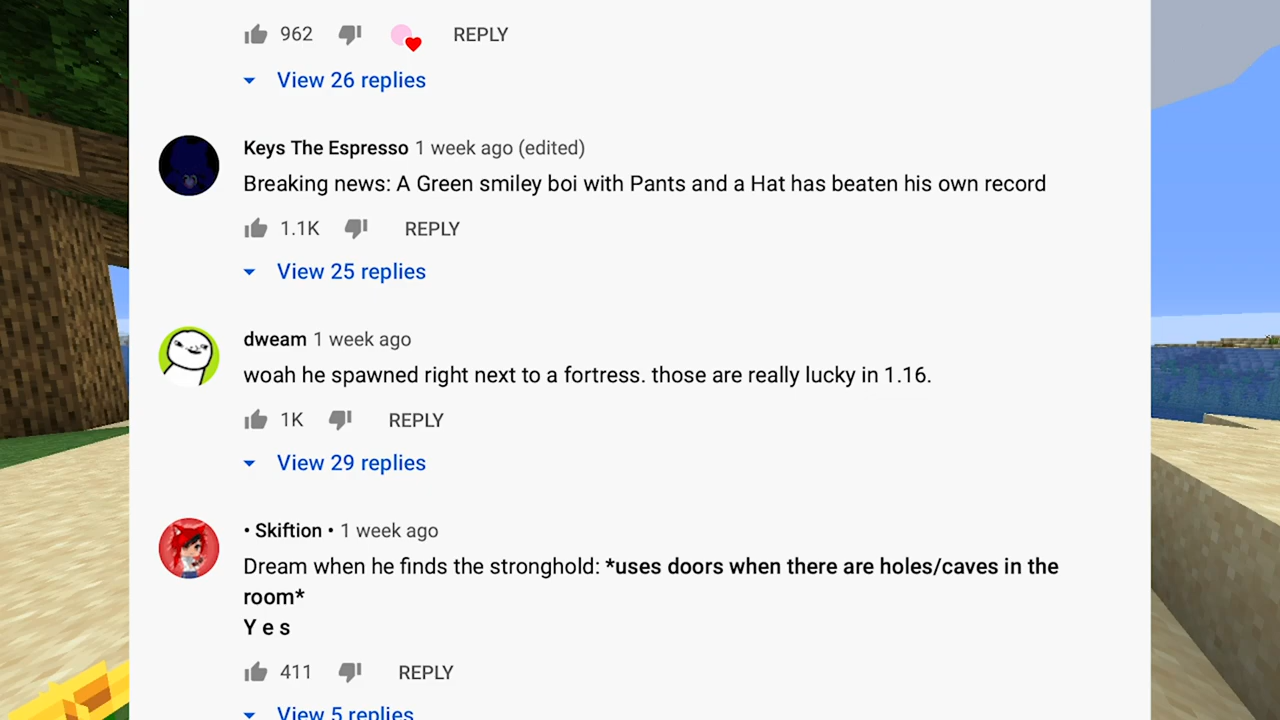 962 REPLY
View 26 replies
Keys The Espresso 1 week ago (edited)
Breaking news: A Green smiley boi with Pants and a Hat has beaten his own record
1.1K REPLY
View 25 replies
dweam 1 week ago
woah he spawned right next to a fortress. those are really lucky in 1.16.
1K REPLY
View 29 replies
• Skiftion • 1 week ago
Dream when he finds the stronghold: *uses doors when there are holes/caves in the
room*
Y e s
411 REPLY
View 5 replies